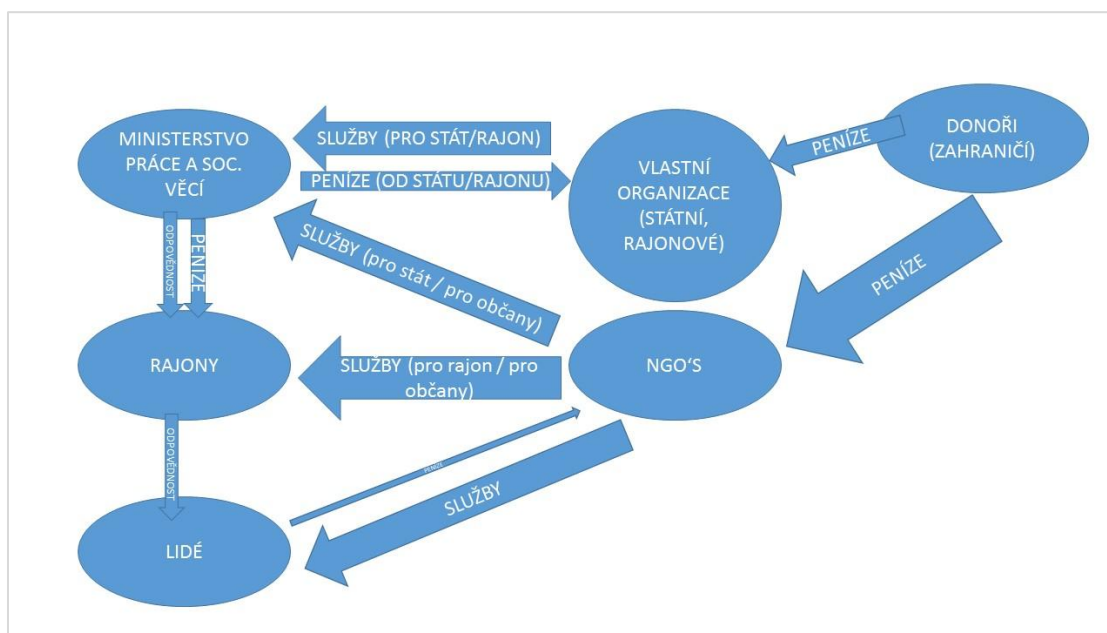 MINISTERSTVO
PRÁCE A SOC.
VĚCÍ
SLUŽBY (PRO STÁT/RAJON)
PENÍZE (OD STÁTU/RAJONU)
VLASTNÍ
ORGANIZACE
(STÁTNÍ,
RAJONOVÉ)
PENÍZE
DONOŘI
(ZAHRANIČÍ)
ODPOVĚDNOST
PENÍZE
SLUŽBY (pro stát / pro občany)
PENÍZE
RAJONY
SLUŽBY (pro rajon / pro
občany)
NGO'S
ODPOVĚDNOST
PENÍZE
SLUŽBY
LIDÉ